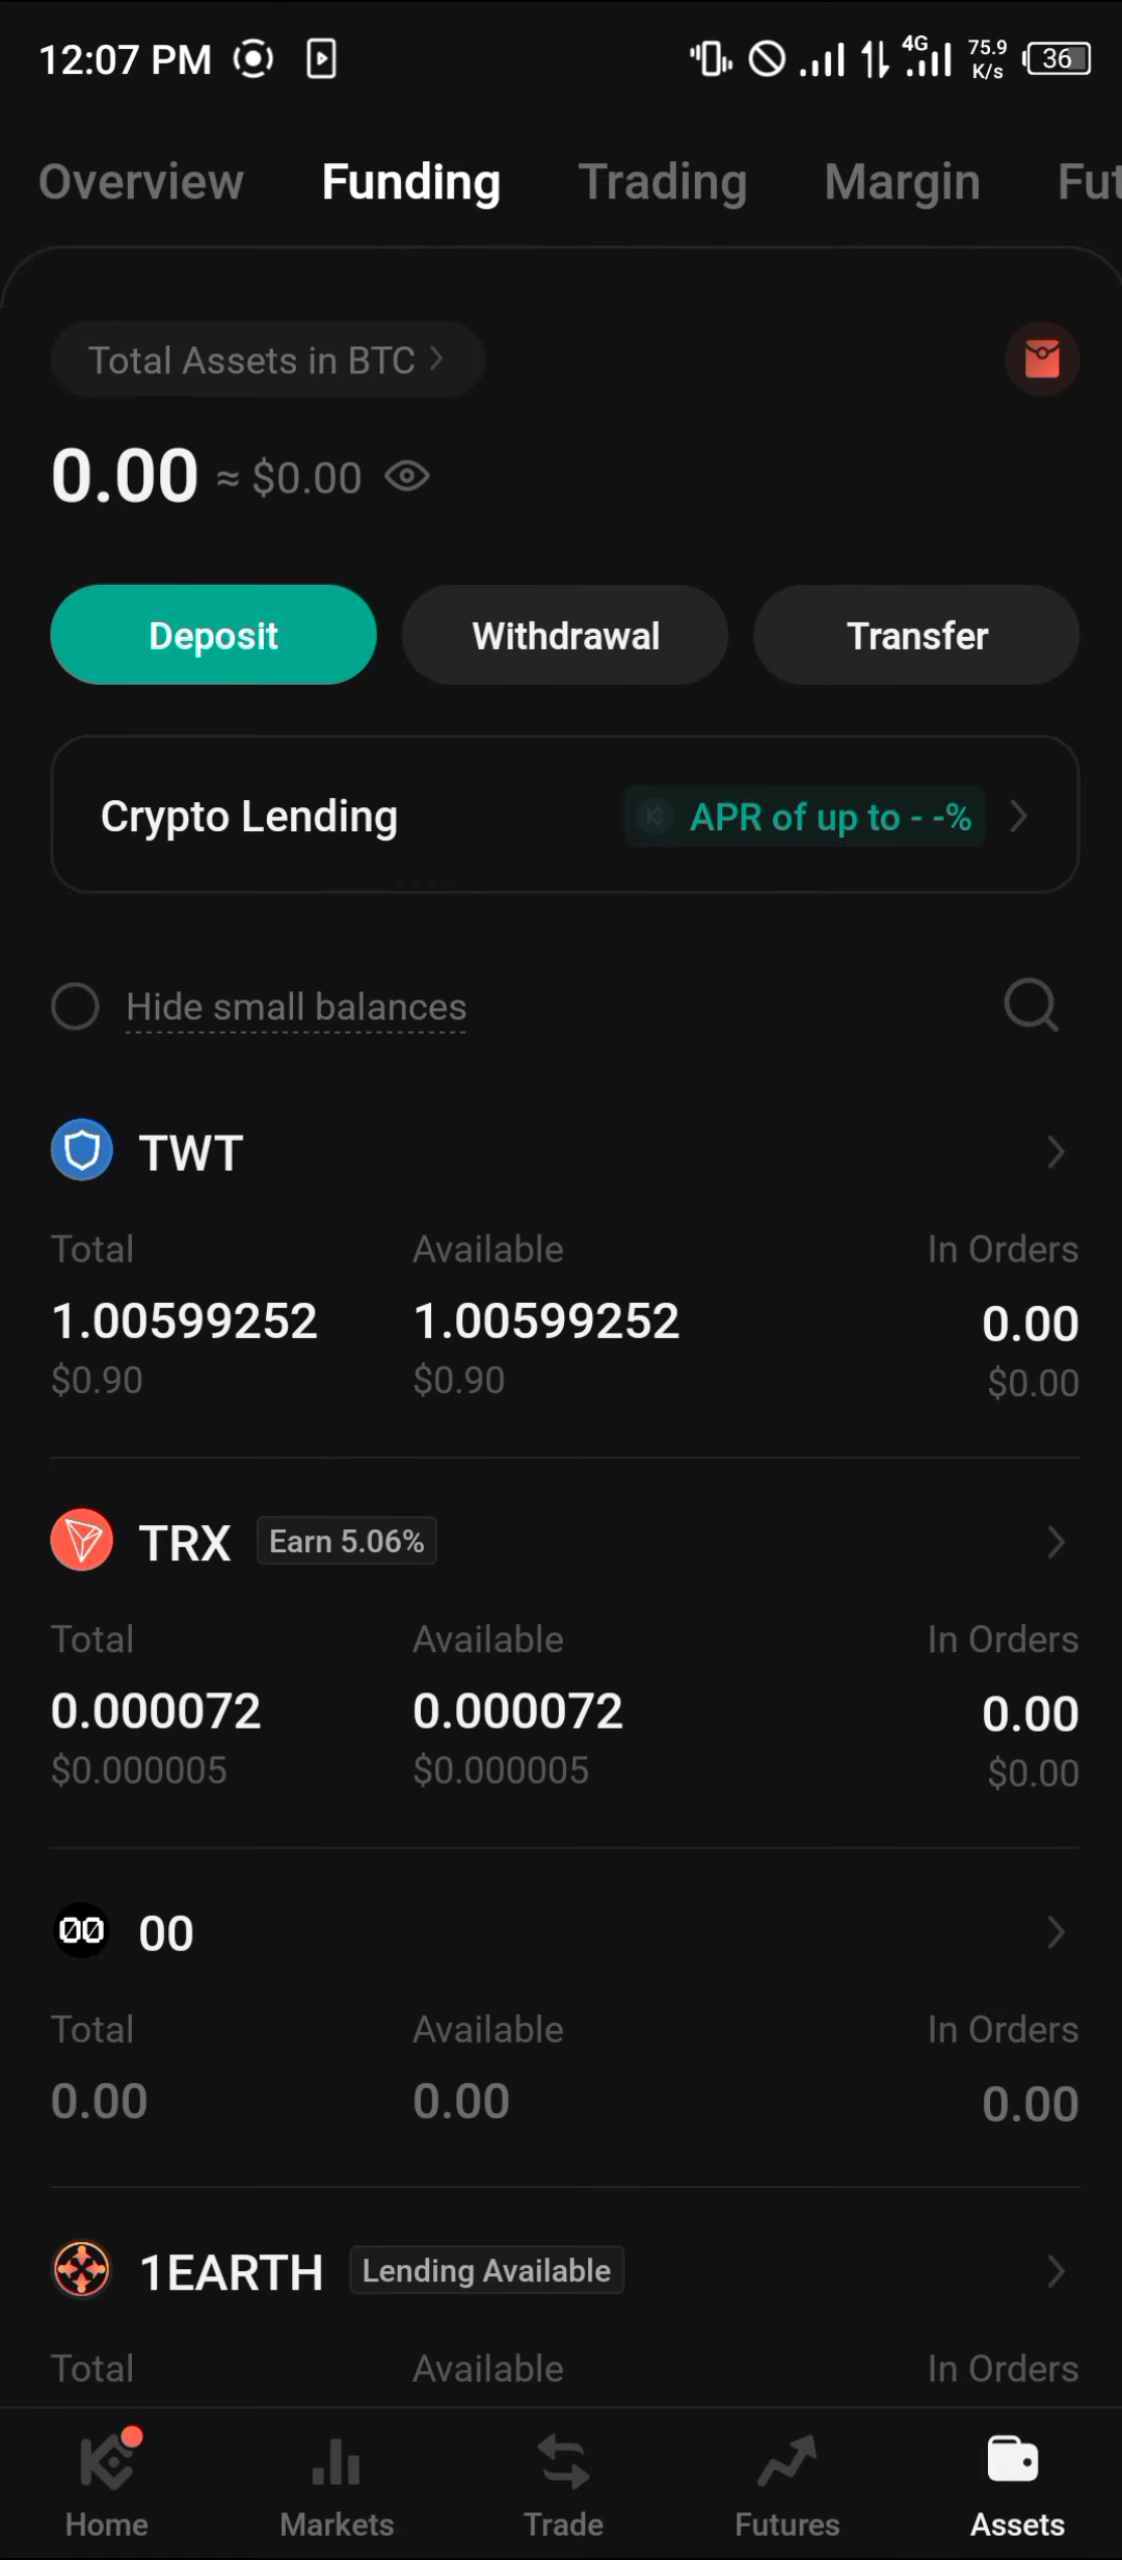 12:07 PM 4G 75.9 K/s 36
Overview Funding Trading Margin Fut
Total Assets in BTC
0.00 ≈ $0.00
Deposit Withdrawal Transfer
Crypto Lending APR of up to - -%
Hide small balances
TWT
Total Available In Orders
1.00599252 1.00599252 0.00
$0.90 $0.90 $0.00
TRX Earn 5.06%
Total Available In Orders
0.000072 0.000072 0.00
$0.000005 $0.000005 $0.00
00 00
Total Available In Orders
0.00 0.00 0.00
1EARTH Lending Available
Total Available In Orders
Home Markets Trade Futures Assets